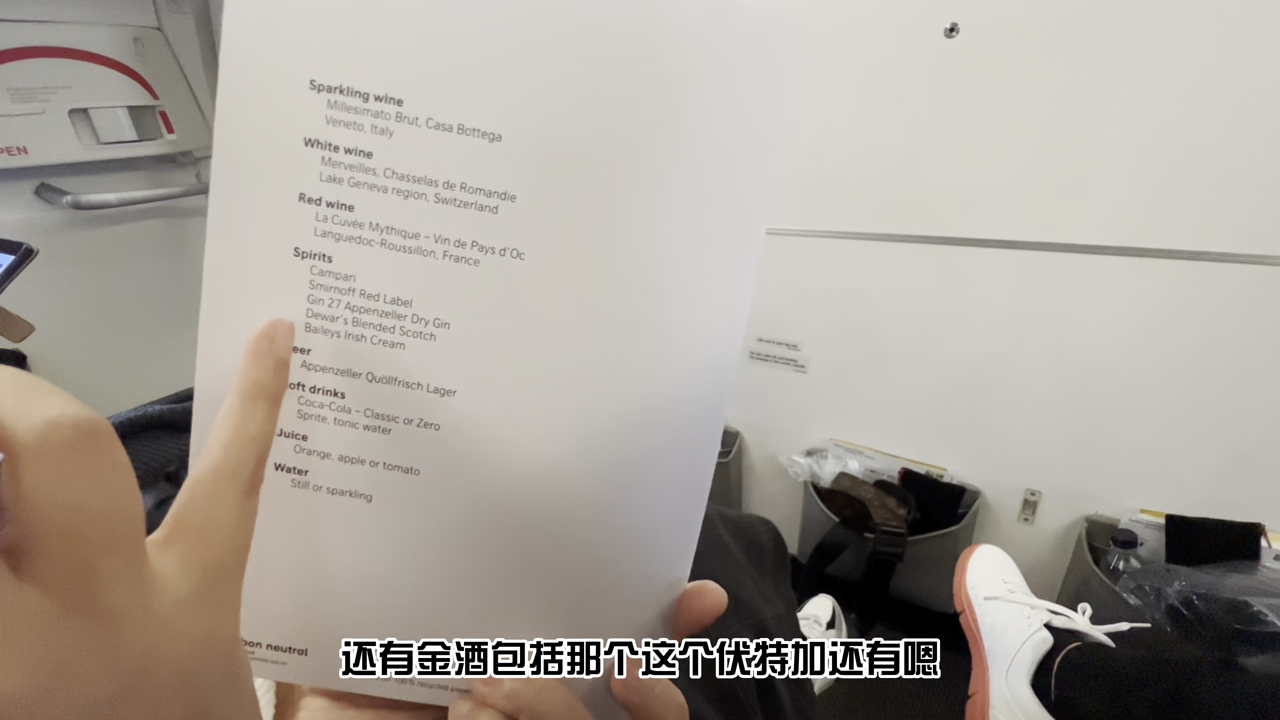 PEN
Sparkling wine
Millesimato Brut, Casa Bottega
Veneto, Italy
White wine
Merveilles, Chasselas de Romandie
Lake Geneva region, Switzerland
Red wine
La Cuvée Mythique – Vin de Pays d'Oc
Languedoc-Roussillon, France
Spirits
Campari
Smirnoff Red Label
Gin 27 Appenzeller Dry Gin
Dewar's Blended Scotch
Baileys Irish Cream
eer
Appenzeller Quöllfrisch Lager
oft drinks
Coca-Cola – Classic or Zero
Sprite, tonic water
Juice
Orange, apple or tomato
Water
Still or sparkling
bon neutral
100% recycled paper
还有金酒包括那个这个伏特加还有嗯